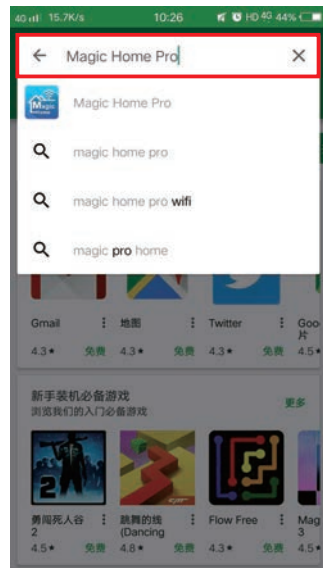 4G 15.7K/s 10:26 HD 4G 44%
Magic Home Pro
Magic Home Pro
magic home pro
magic home pro wifi
magic pro home
Gmail 地图 Twitter Goo
片
4.3★ 免费 4.3★ 免费 4.3★ 免费 4.5★
新手装机必备游戏
浏览我们的入门必备游戏
更多
2
勇闯死人谷 跳舞的线 Flow Free Mag
2 (Dancing 3
4.5★ 免费 4.8★ 免费 4.3★ 免费 4.5★